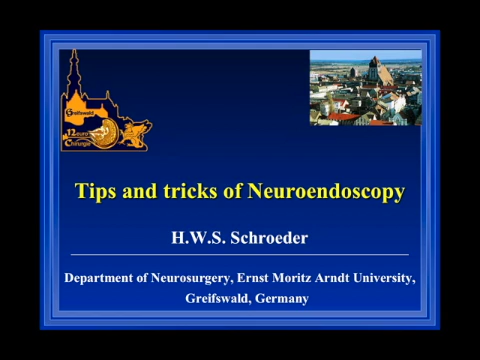 Greifswald
Neuro
Chirurgie
Tips and tricks of Neuroendoscopy
H.W.S. Schroeder
Department of Neurosurgery, Ernst Moritz Arndt University,
Greifswald, Germany